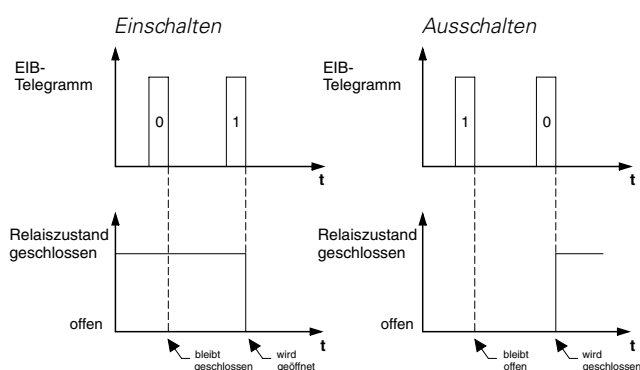 Einschalten
EIB-
Telegramm
0
1
t
Relaiszustand
geschlossen
offen
t
bleibt
geschlossen
wird
geöffnet
Ausschalten
EIB-
Telegramm
1
0
t
Relaiszustand
geschlossen
offen
t
bleibt
offen
wird
geschlossen